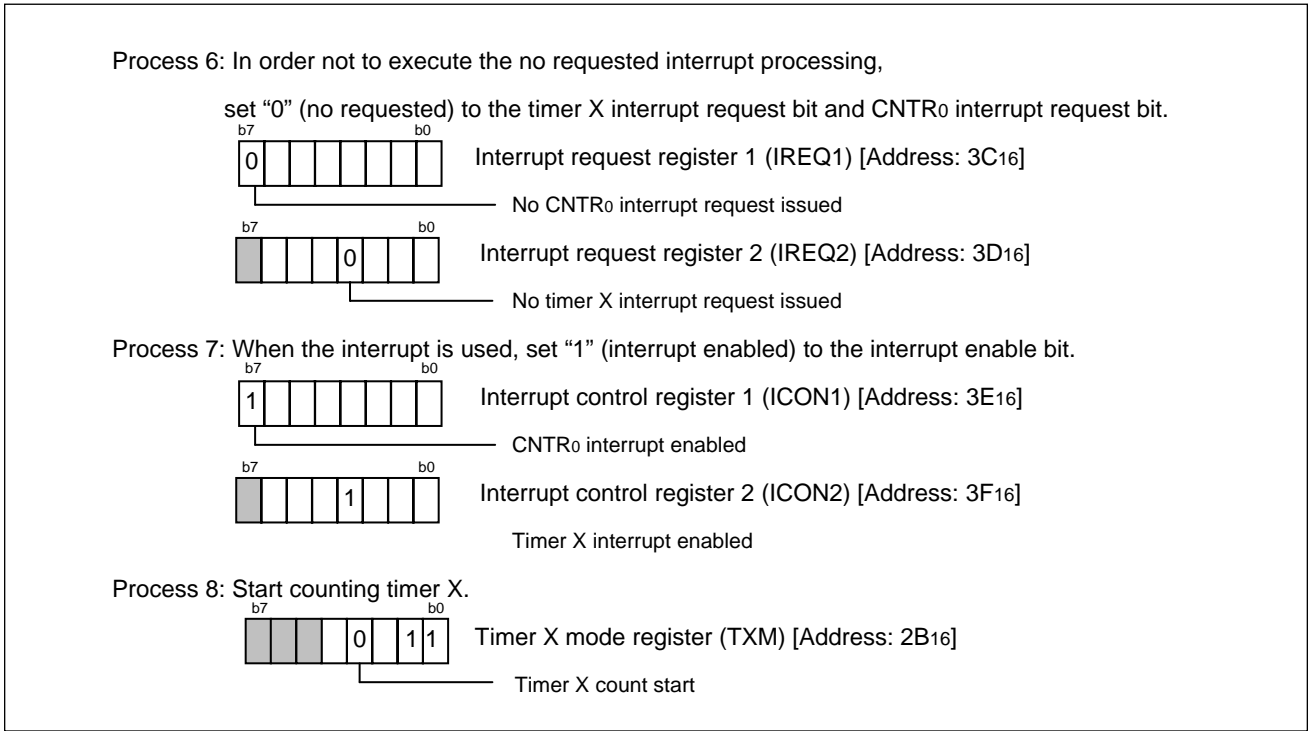 Process 6: In order not to execute the no requested interrupt processing,
set “0” (no requested) to the timer X interrupt request bit and CNTR0 interrupt request bit.
b7 b0
0 Interrupt request register 1 (IREQ1) [Address: 3C16]
No CNTR0 interrupt request issued
b7 b0
0 Interrupt request register 2 (IREQ2) [Address: 3D16]
No timer X interrupt request issued
Process 7: When the interrupt is used, set “1” (interrupt enabled) to the interrupt enable bit.
b7 b0
1 Interrupt control register 1 (ICON1) [Address: 3E16]
CNTR0 interrupt enabled
b7 b0
1 Interrupt control register 2 (ICON2) [Address: 3F16]
Timer X interrupt enabled
Process 8: Start counting timer X.
b7 b0
0 1 1 Timer X mode register (TXM) [Address: 2B16]
Timer X count start